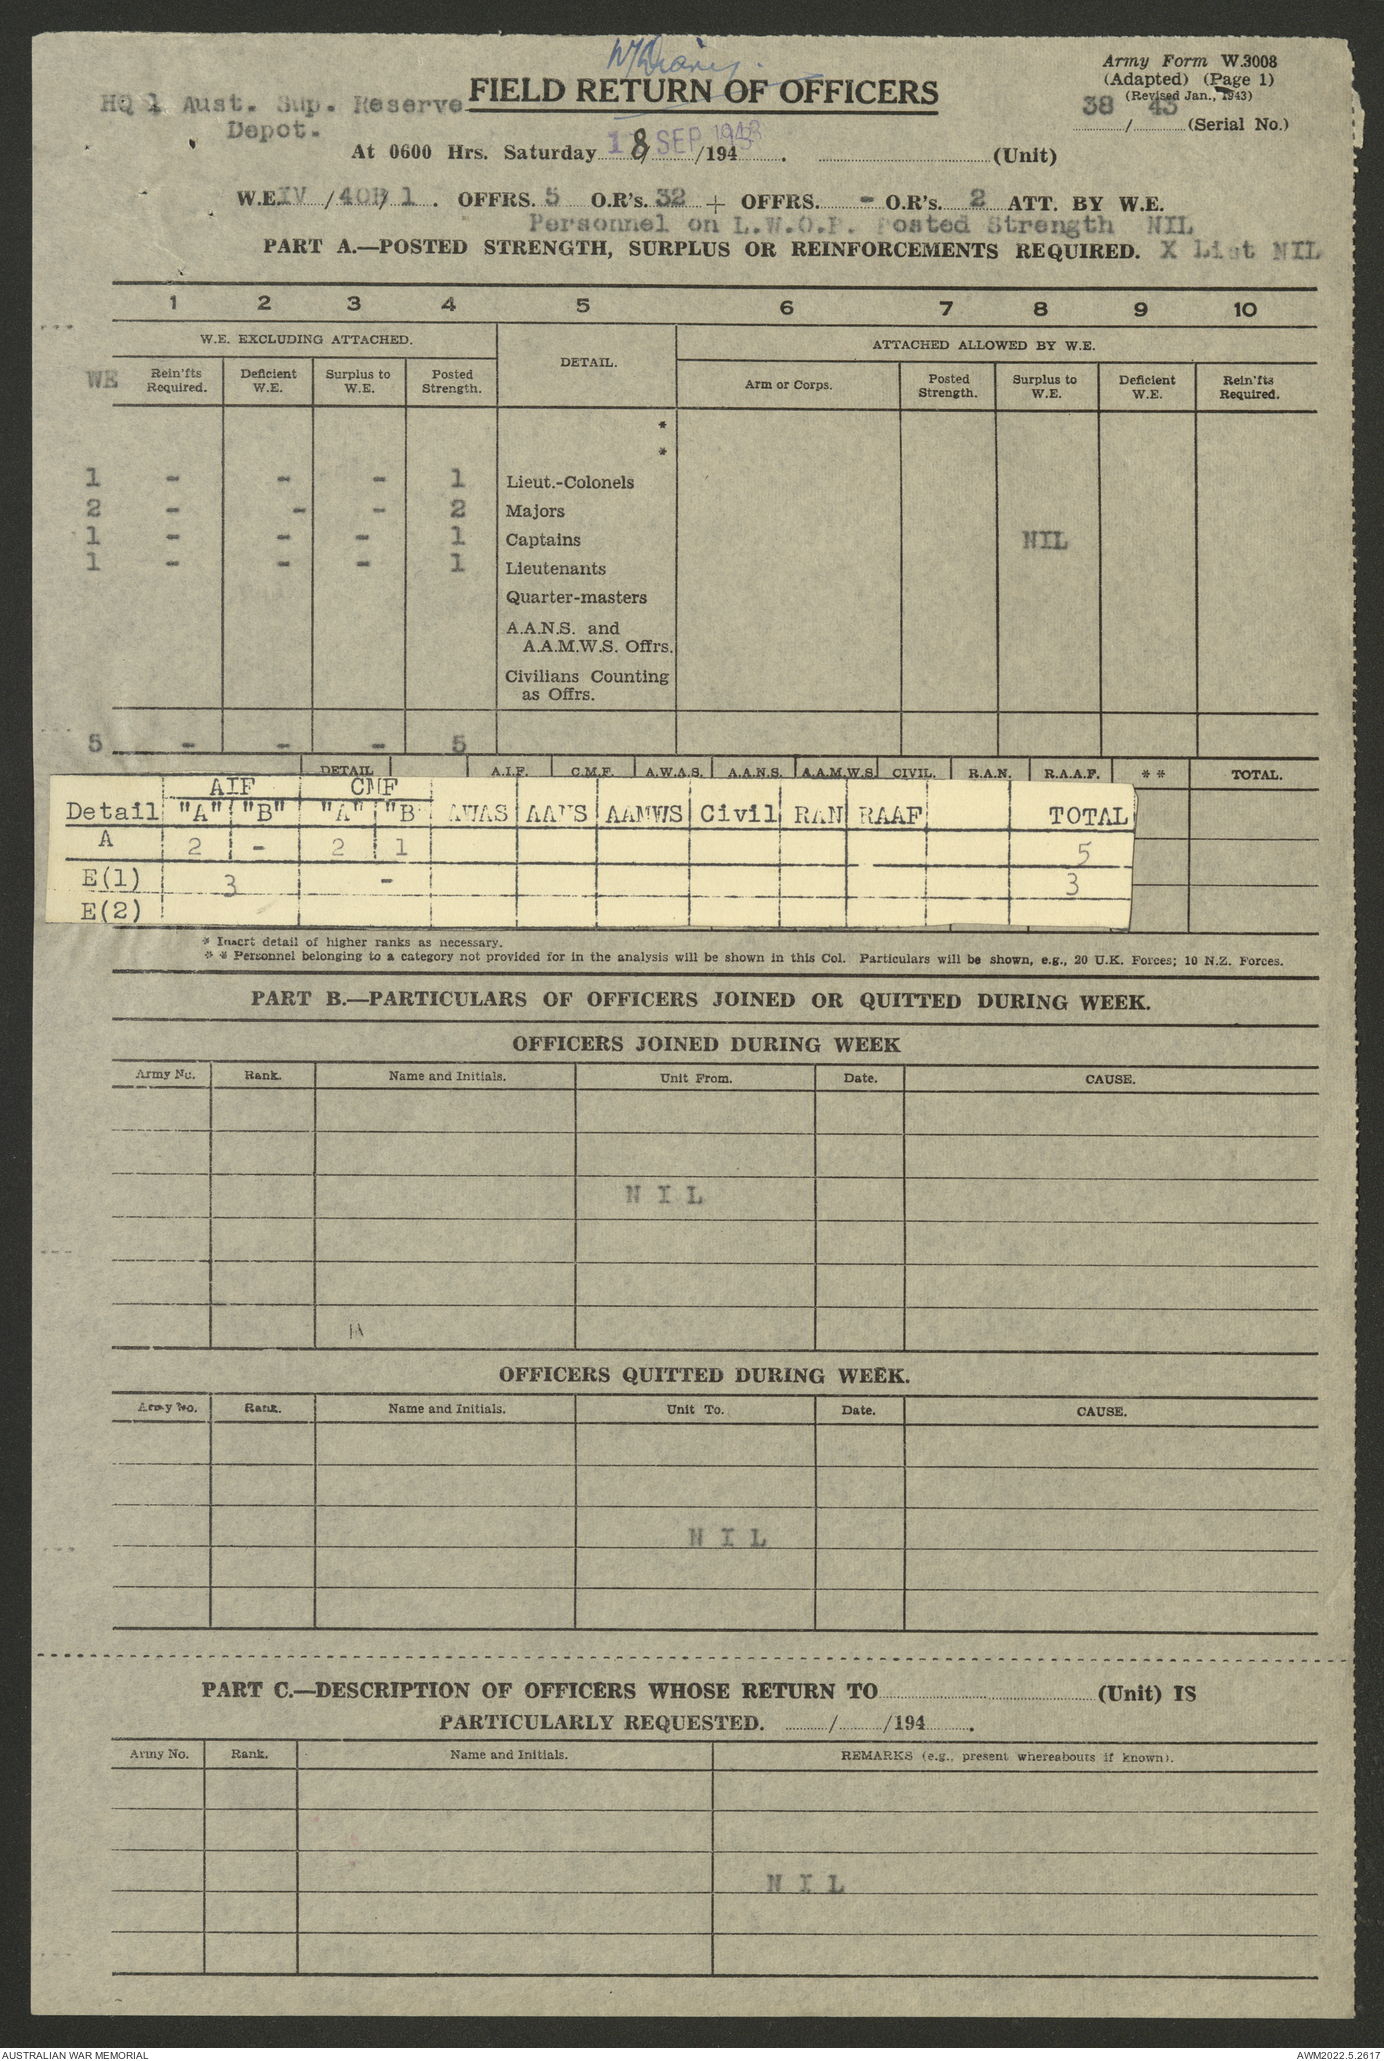 W/Diary.
Army Form W.3008
(Adapted) (Page 1)
(Revised Jan., 1943)
HQ 1 Aust. Sup. Reserve FIELD RETURN OF OFFICERS
Depot.
38 / 43 (Serial No.)
At 0600 Hrs. Saturday 18 SEP 1943 /194 . (Unit)
W.E. IV / 40B/ 1 . OFFRS. 5 O.R's. 32 + OFFRS. - O.R's. 2 ATT. BY W.E.
Personnel on L.W.O.P. Posted Strength NIL
PART A.—POSTED STRENGTH, SURPLUS OR REINFORCEMENTS REQUIRED. X List NIL
1 2 3 4 5 6 7 8 9 10
W.E. EXCLUDING ATTACHED. DETAIL. ATTACHED ALLOWED BY W.E.
WE Rein'fts Required. Deficient W.E. Surplus to W.E. Posted Strength. Arm or Corps. Posted Strength. Surplus to W.E. Deficient W.E. Rein'fts Required.
*
*
1 - - - 1 Lieut.-Colonels
2 - - - 2 Majors
1 - - - 1 Captains NIL
1 - - - 1 Lieutenants
Quarter-masters
A.A.N.S. and
A.A.M.W.S. Offrs.
Civilians Counting
as Offrs.
5 - - - 5
DETAIL A.I.F. C.M.F. A.W.A.S. A.A.N.S. A.A.M.W.S. CIVIL. R.A.N. R.A.A.F. * * TOTAL.
AIF CMF
Detail "A" "B" "A" "B" AWAS AANS AAMWS Civil RAN RAAF TOTAL
A 2 - 2 1 5
E(1) 3 - 3
E(2)
* Insert detail of higher ranks as necessary.
* * Personnel belonging to a category not provided for in the analysis will be shown in this Col. Particulars will be shown, e.g., 20 U.K. Forces; 10 N.Z. Forces.
PART B.—PARTICULARS OF OFFICERS JOINED OR QUITTED DURING WEEK.
OFFICERS JOINED DURING WEEK
Army No. Rank. Name and Initials. Unit From. Date. CAUSE.
N I L
OFFICERS QUITTED DURING WEEK.
Army No. Rank. Name and Initials. Unit To. Date. CAUSE.
N I L
PART C.—DESCRIPTION OF OFFICERS WHOSE RETURN TO (Unit) IS
PARTICULARLY REQUESTED. / /194 .
Army No. Rank. Name and Initials. REMARKS (e.g., present whereabouts if known).
N I L
AUSTRALIAN WAR MEMORIAL AWM2022.5.2617